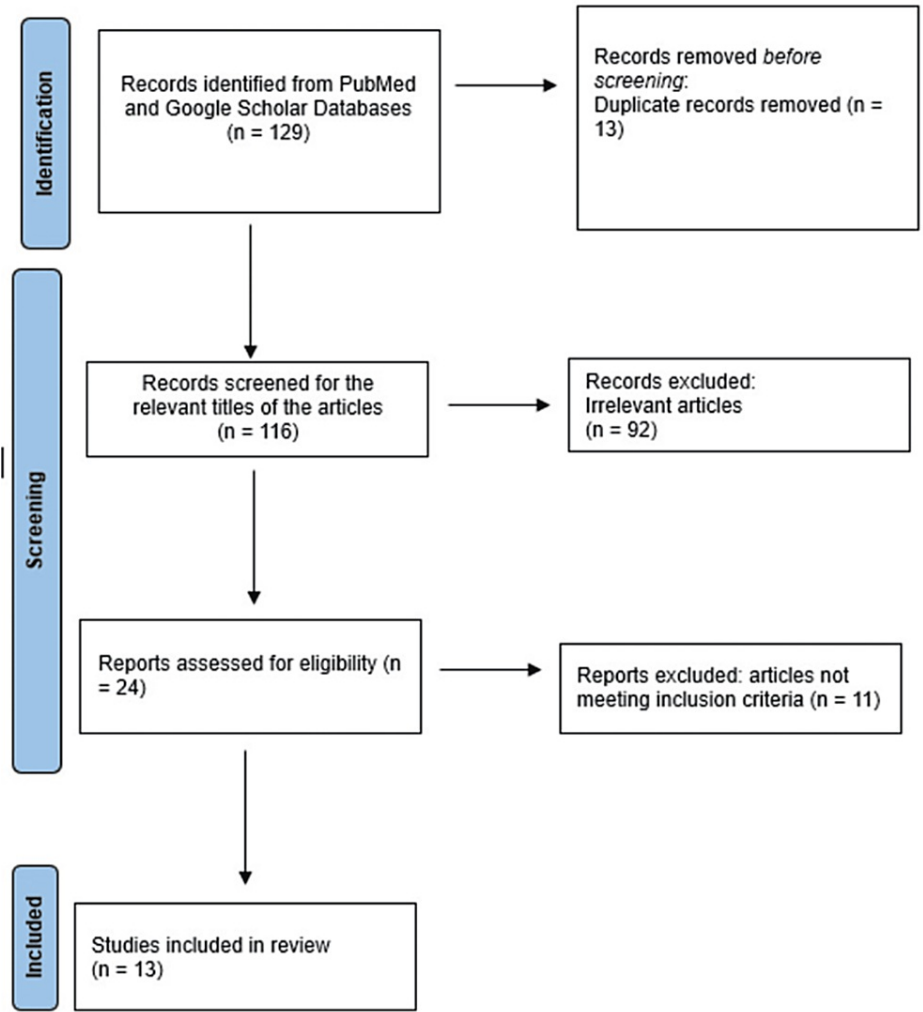 Identification
Records identified from PubMed
and Google Scholar Databases
(n = 129)
Records removed before
screening:
Duplicate records removed (n =
13)
Screening
Records screened for the
relevant titles of the articles
(n = 116)
Records excluded:
Irrelevant articles
(n = 92)
Reports assessed for eligibility (n
= 24)
Reports excluded: articles not
meeting inclusion criteria (n = 11)
Included
Studies included in review
(n = 13)